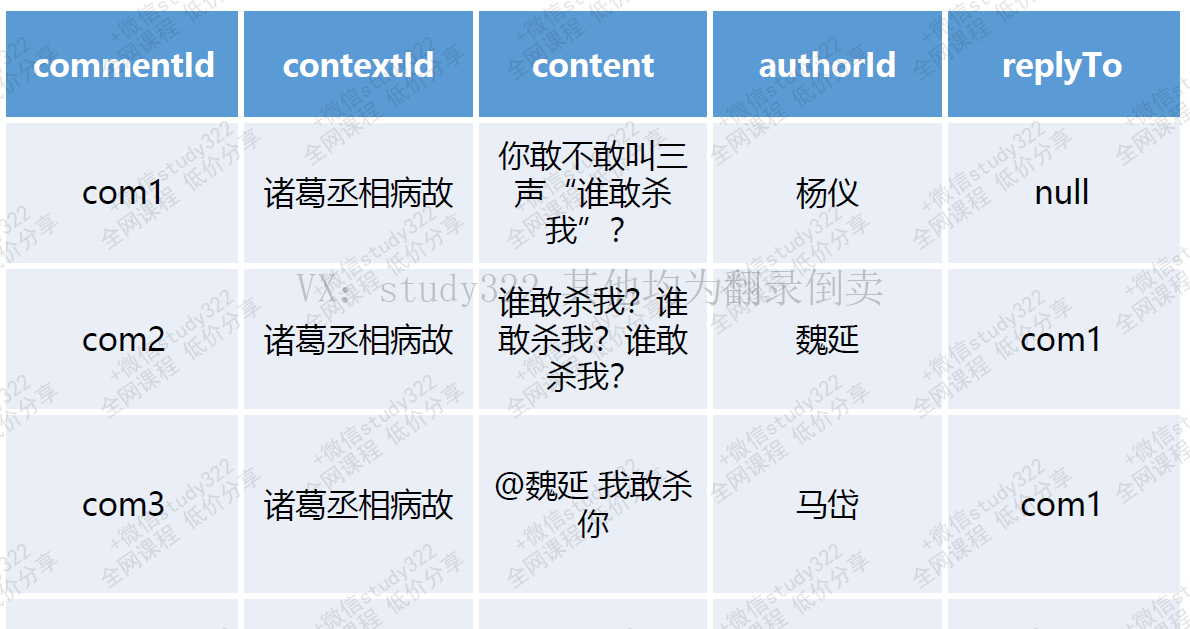 commentId contextId content authorId replyTo
com1 诸葛丞相病故 你敢不敢叫三 杨仪 null
声“谁敢杀
我”?
VX: study322 其他均为翻录倒卖
com2 诸葛丞相病故 谁敢杀我?谁 魏延 com1
敢杀我?谁敢
杀我?
com3 诸葛丞相病故 @魏延 我敢杀 马岱 com1
你
+微信study322
全网课程 低价分享